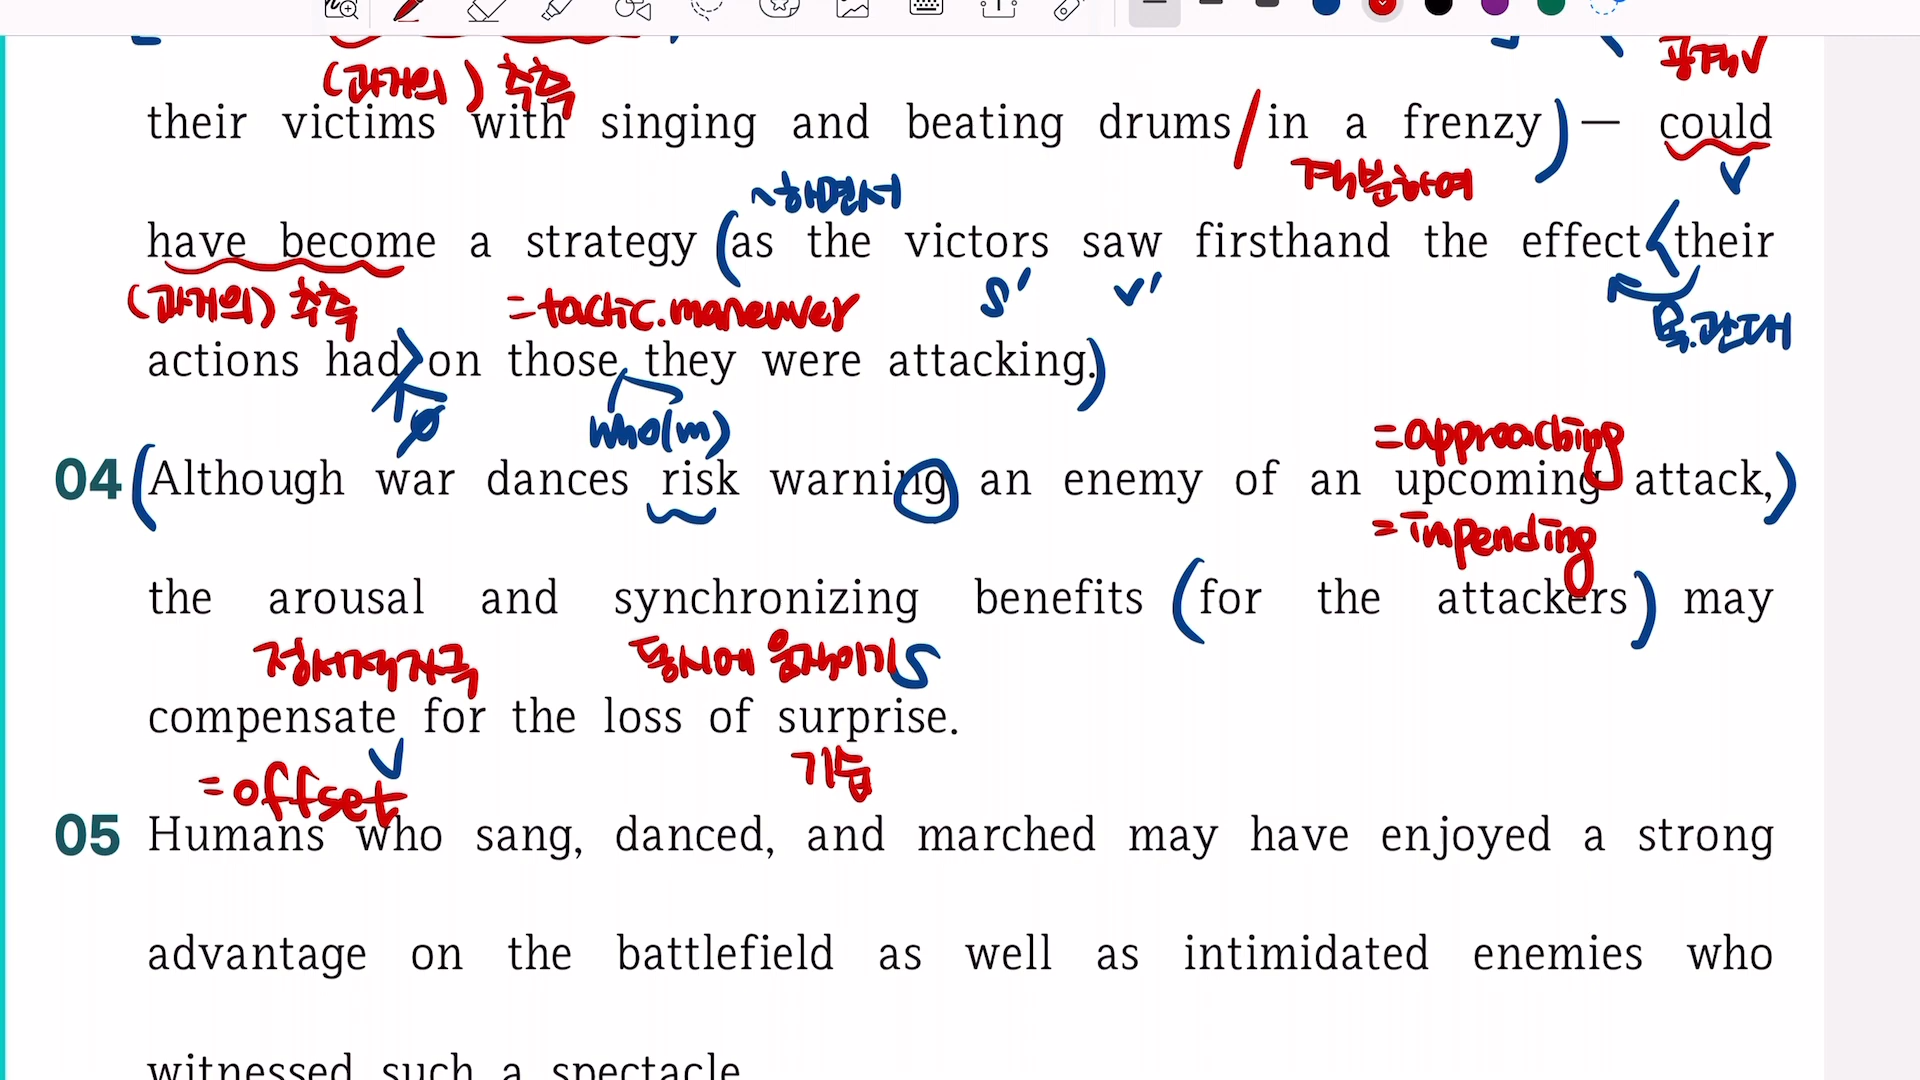 공격V
(과거의) 추측
their victims with singing and beating drums / in a frenzy) — could
~하면서 격분하여 V
have become a strategy (as the victors saw firsthand the effect <their
(과거의) 추측 = tactic. maneuver S' V' 목.관대
actions had> on those they were attacking.)
ø who(m) = approaching
04 (Although war dances risk warning an enemy of an upcoming attack,)
= impending
the arousal and synchronizing benefits (for the attackers) may
정서적 자극 동시에 움직이기 S
compensate for the loss of surprise.
V 기습
= offset
05 Humans who sang, danced, and marched may have enjoyed a strong
advantage on the battlefield as well as intimidated enemies who
witnessed such a spectacle